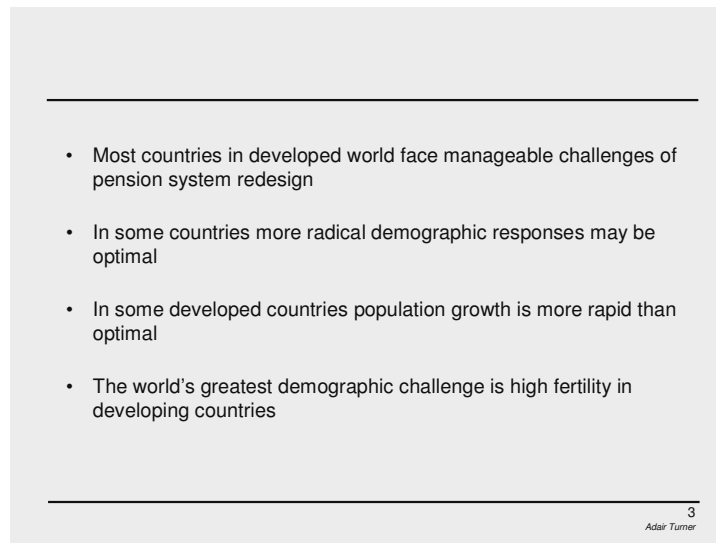 • Most countries in developed world face manageable challenges of
pension system redesign
• In some countries more radical demographic responses may be
optimal
• In some developed countries population growth is more rapid than
optimal
• The world's greatest demographic challenge is high fertility in
developing countries
3
Adair Turner